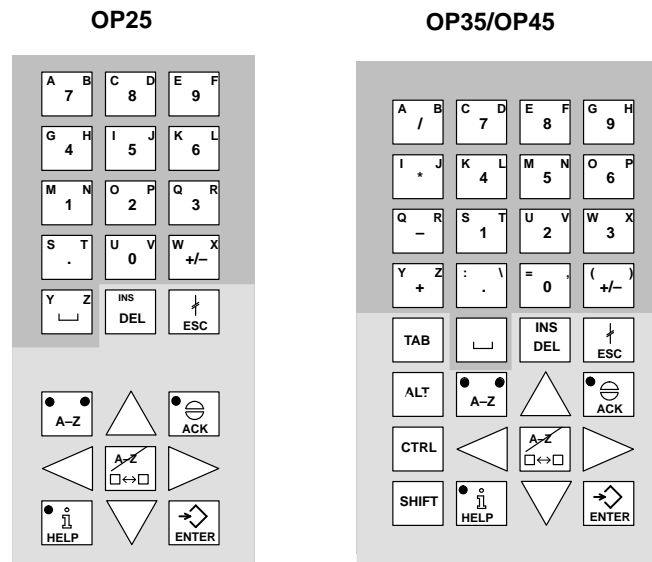 OP25
OP35/OP45
A B C D E F
7 8 9
G H I J K L
4 5 6
M N O P Q R
1 2 3
S T U V W X
. 0 +/–
Y Z INS
DEL
ESC
A–Z
ACK
A–Z
HELP
ENTER
A B C D E F G H
/ 7 8 9
I J K L M N O P
* 4 5 6
Q R S T U V W X
– 1 2 3
Y Z : \ = , ( )
+ . 0 +/–
TAB
INS
DEL
ESC
ALT
A–Z
ACK
CTRL
A–Z
SHIFT
HELP
ENTER